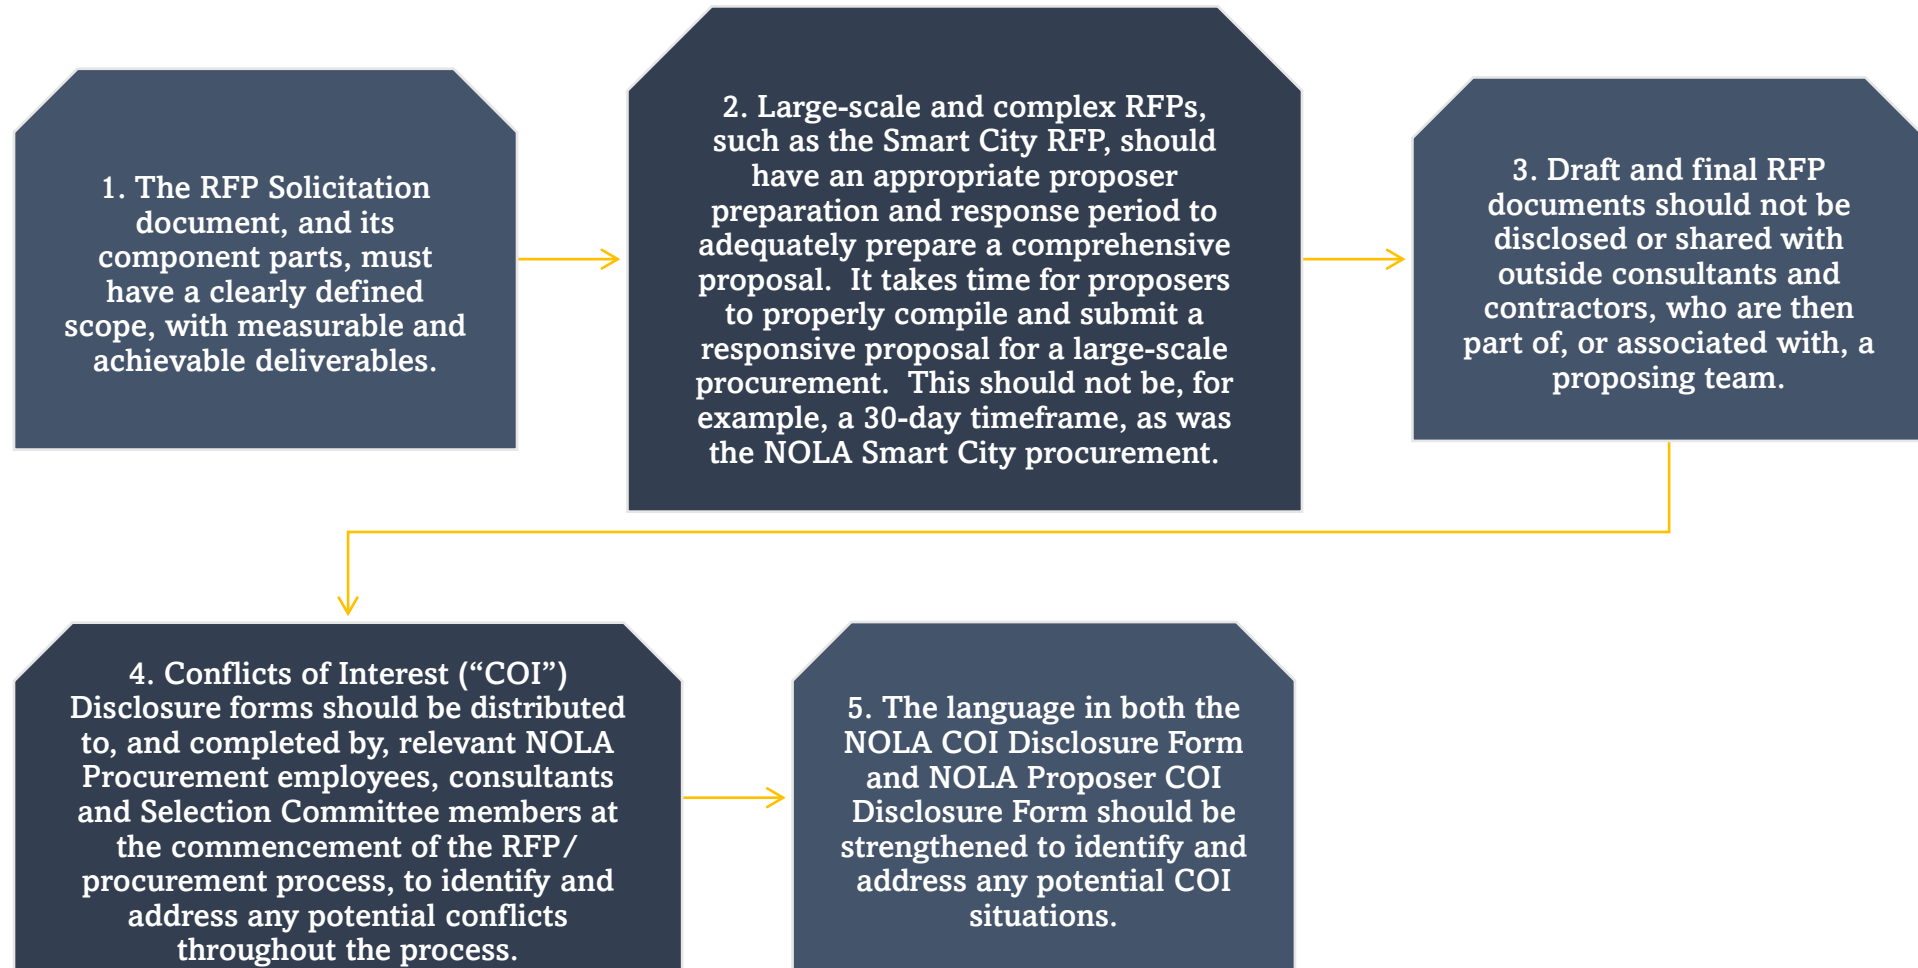 1. The RFP Solicitation
document, and its
component parts, must
have a clearly defined
scope, with measurable and
achievable deliverables.
2. Large-scale and complex RFPs,
such as the Smart City RFP, should
have an appropriate proposer
preparation and response period to
adequately prepare a comprehensive
proposal.  It takes time for proposers
to properly compile and submit a
responsive proposal for a large-scale
procurement.  This should not be, for
example, a 30-day timeframe, as was
the NOLA Smart City procurement.
3. Draft and final RFP
documents should not be
disclosed or shared with
outside consultants and
contractors, who are then
part of, or associated with, a
proposing team.
4. Conflicts of Interest (“COI”)
Disclosure forms should be distributed
to, and completed by, relevant NOLA
Procurement employees, consultants
and Selection Committee members at
the commencement of the RFP/
procurement process, to identify and
address any potential conflicts
throughout the process.
5. The language in both the
NOLA COI Disclosure Form
and NOLA Proposer COI
Disclosure Form should be
strengthened to identify and
address any potential COI
situations.